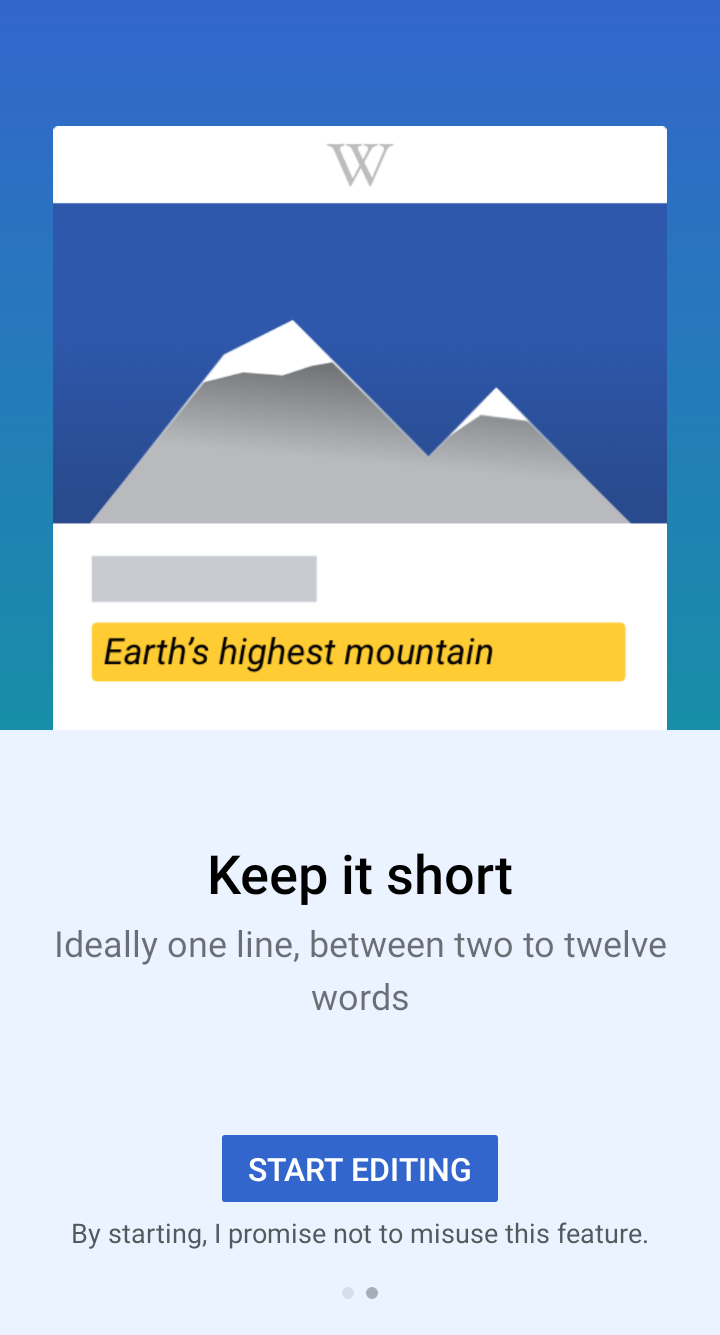 W
Earth's highest mountain
Keep it short
Ideally one line, between two to twelve
words
START EDITING
By starting, I promise not to misuse this feature.